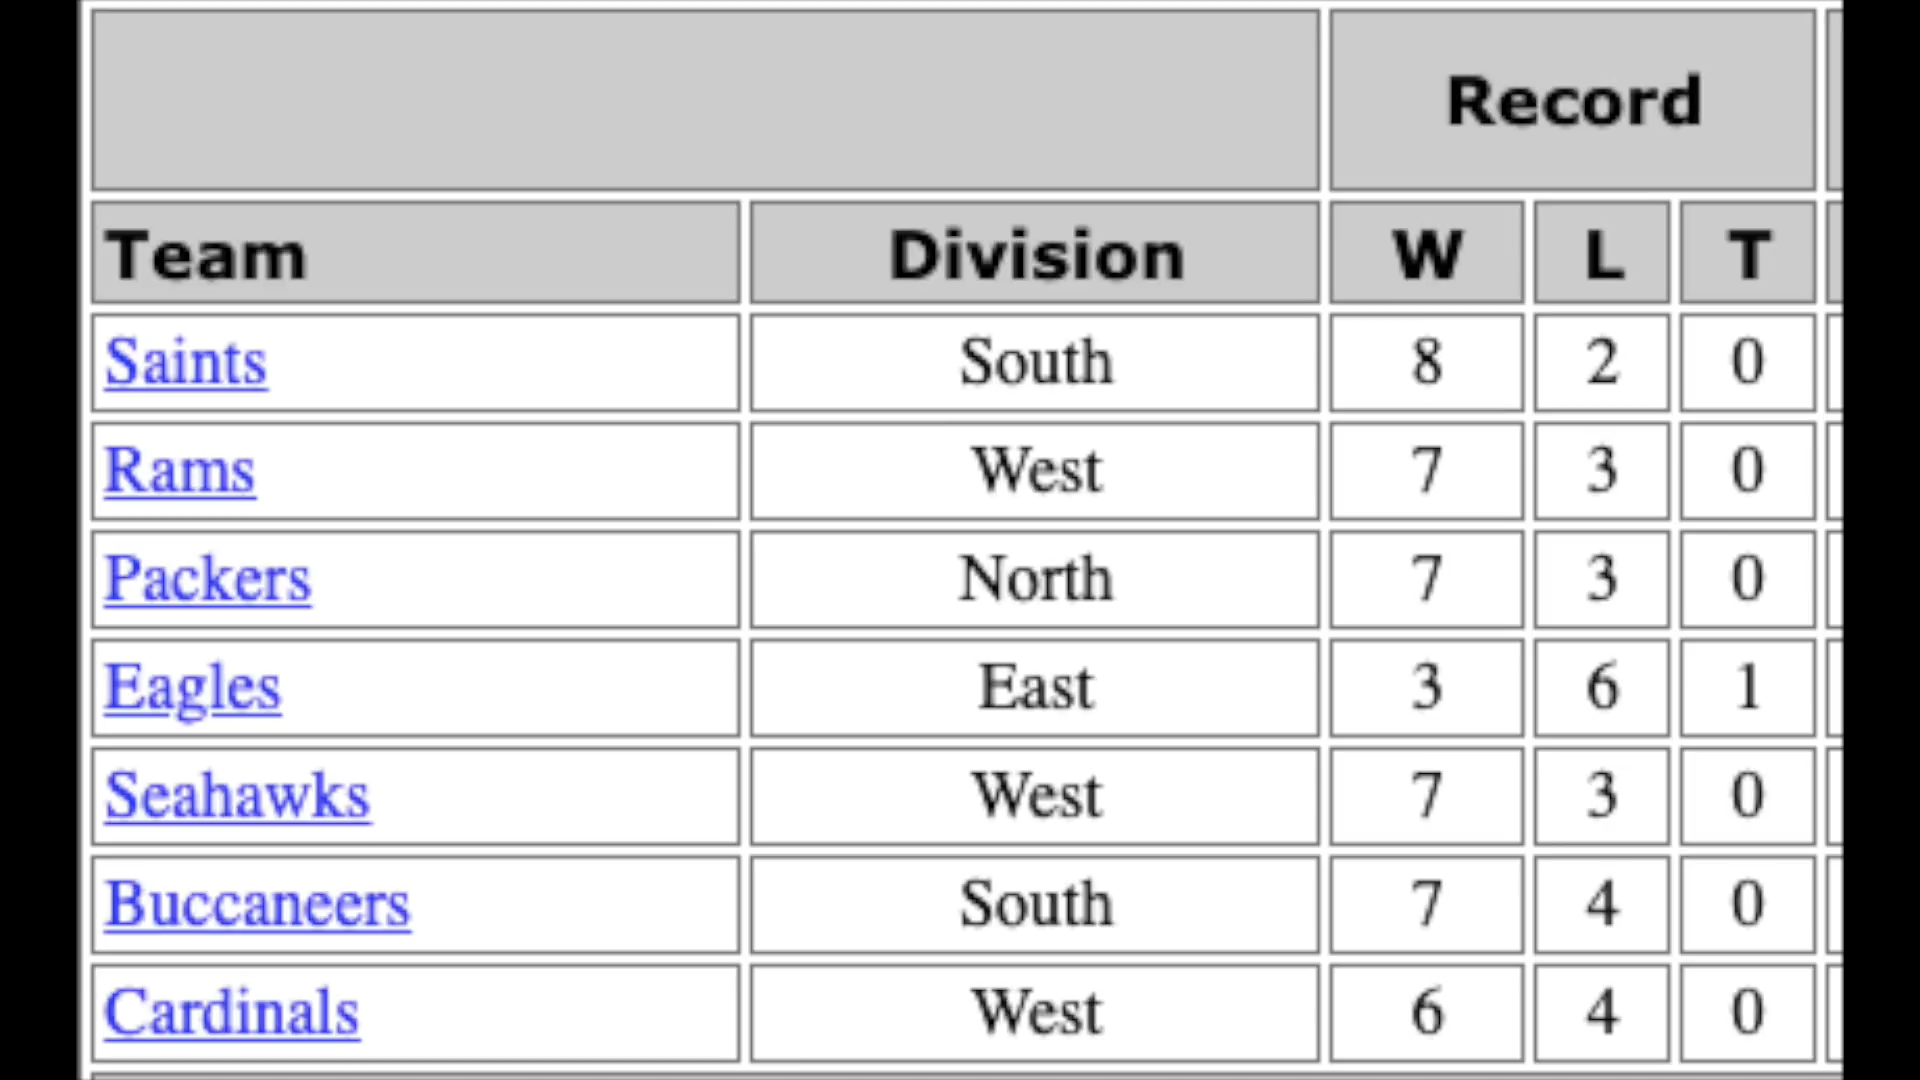 Record
Team Division W L T
Saints South 8 2 0
Rams West 7 3 0
Packers North 7 3 0
Eagles East 3 6 1
Seahawks West 7 3 0
Buccaneers South 7 4 0
Cardinals West 6 4 0